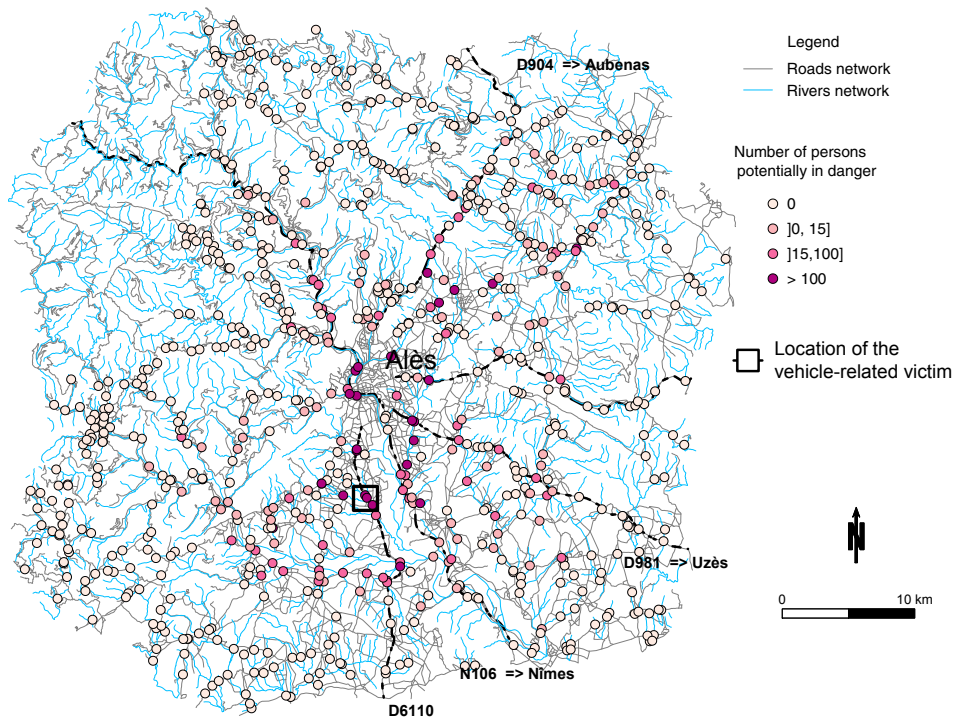 Legend
Roads network
Rivers network
D904 => Aubenas
Number of persons
potentially in danger
0
]0, 15]
]15,100]
> 100
Alès
Location of the
vehicle-related victim
N
D981 => Uzès
0 10 km
N106 => Nîmes
D6110